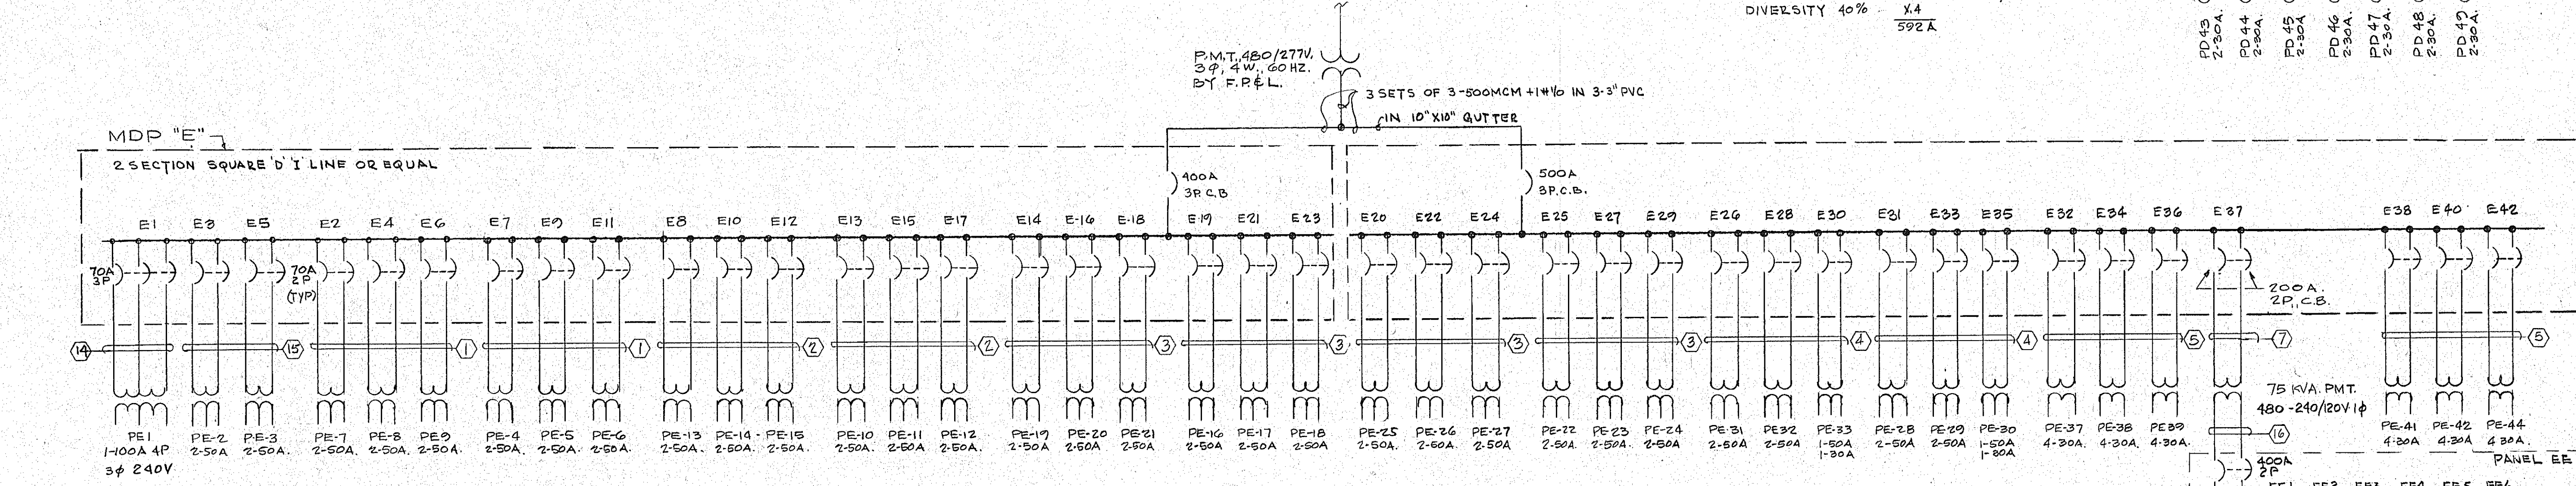 DIVERSITY 40% X.4
592A
PD43
2-30A.
PD44
2-30A.
PD45
2-30A
PD46
2-30A.
PD47
2-30A.
PD48
2-30A.
PD49
2-30A.
P.M.T., 480/277V.
3Φ, 4W., 60HZ.
BY F.P.&L.
3 SETS OF 3-500MCM +1#1/0 IN 3-3" PVC
IN 10"X10" GUTTER
MDP "E"
2 SECTION SQUARE 'D' 'I' LINE OR EQUAL
400A
3P.C.B
500A
3P.C.B.
E1 E3 E5 E2 E4 E6 E7 E9 E11 E8 E10 E12 E13 E15 E-17 E14 E-16 E-18 E-19 E21 E23 E20 E22 E24 E25 E27 E29 E26 E28 E30 E31 E33 E35 E32 E34 E36 E37 E38 E40 E42
70A
3P
70A
2P
(TYP)
200A.
2P., C.B.
14 15 1 1 2 2 3 3 3 3 4 4 5 7 5
75 KVA. PMT.
480-240/120V 1Φ
16
PE1
1-100A 4P
3Φ 240V
PE-2
2-50A
PE-3
2-50A.
PE-7
2-50A.
PE-8
2-50A.
PE9
2-50A.
PE-4
2-50A.
PE-5
2-50A.
PE-6
2-50A.
PE-13
2-50A.
PE-14
2-50A.
PE-15
2-50A.
PE-10
2-50A.
PE-11
2-50A.
PE-12
2-50A.
PE-19
2-50A
PE-20
2-50A
PE-21
2-50A
PE-16
2-50A
PE-17
2-50A
PE-18
2-50A
PE-25
2-50A.
PE-26
2-50A.
PE-27
2-50A
PE-22
2-50A.
PE-23
2-50A.
PE-24
2-50A
PE-31
2-50A
PE32
2-50A
PE-33
1-50A
1-30A
PE-28
2-50A
PE-29
2-50A
PE-30
1-50A
1-30A
PE-37
4-30A
PE-38
4-30A.
PE39
4-30A.
PE-41
4-30A
PE-42
4-30A
PE-44
4 30A.
400A
2P
PANEL EE
EE1 EE2 EE3 EE4 EE5 EE6